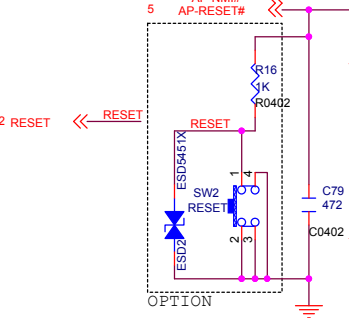 5 AP-RESET#
R16
1K
R0402
2 RESET
RESET
RESET
ESD5451X
ESD2
1 4
SW2
RESET
2 3
C79
472
C0402
OPTION